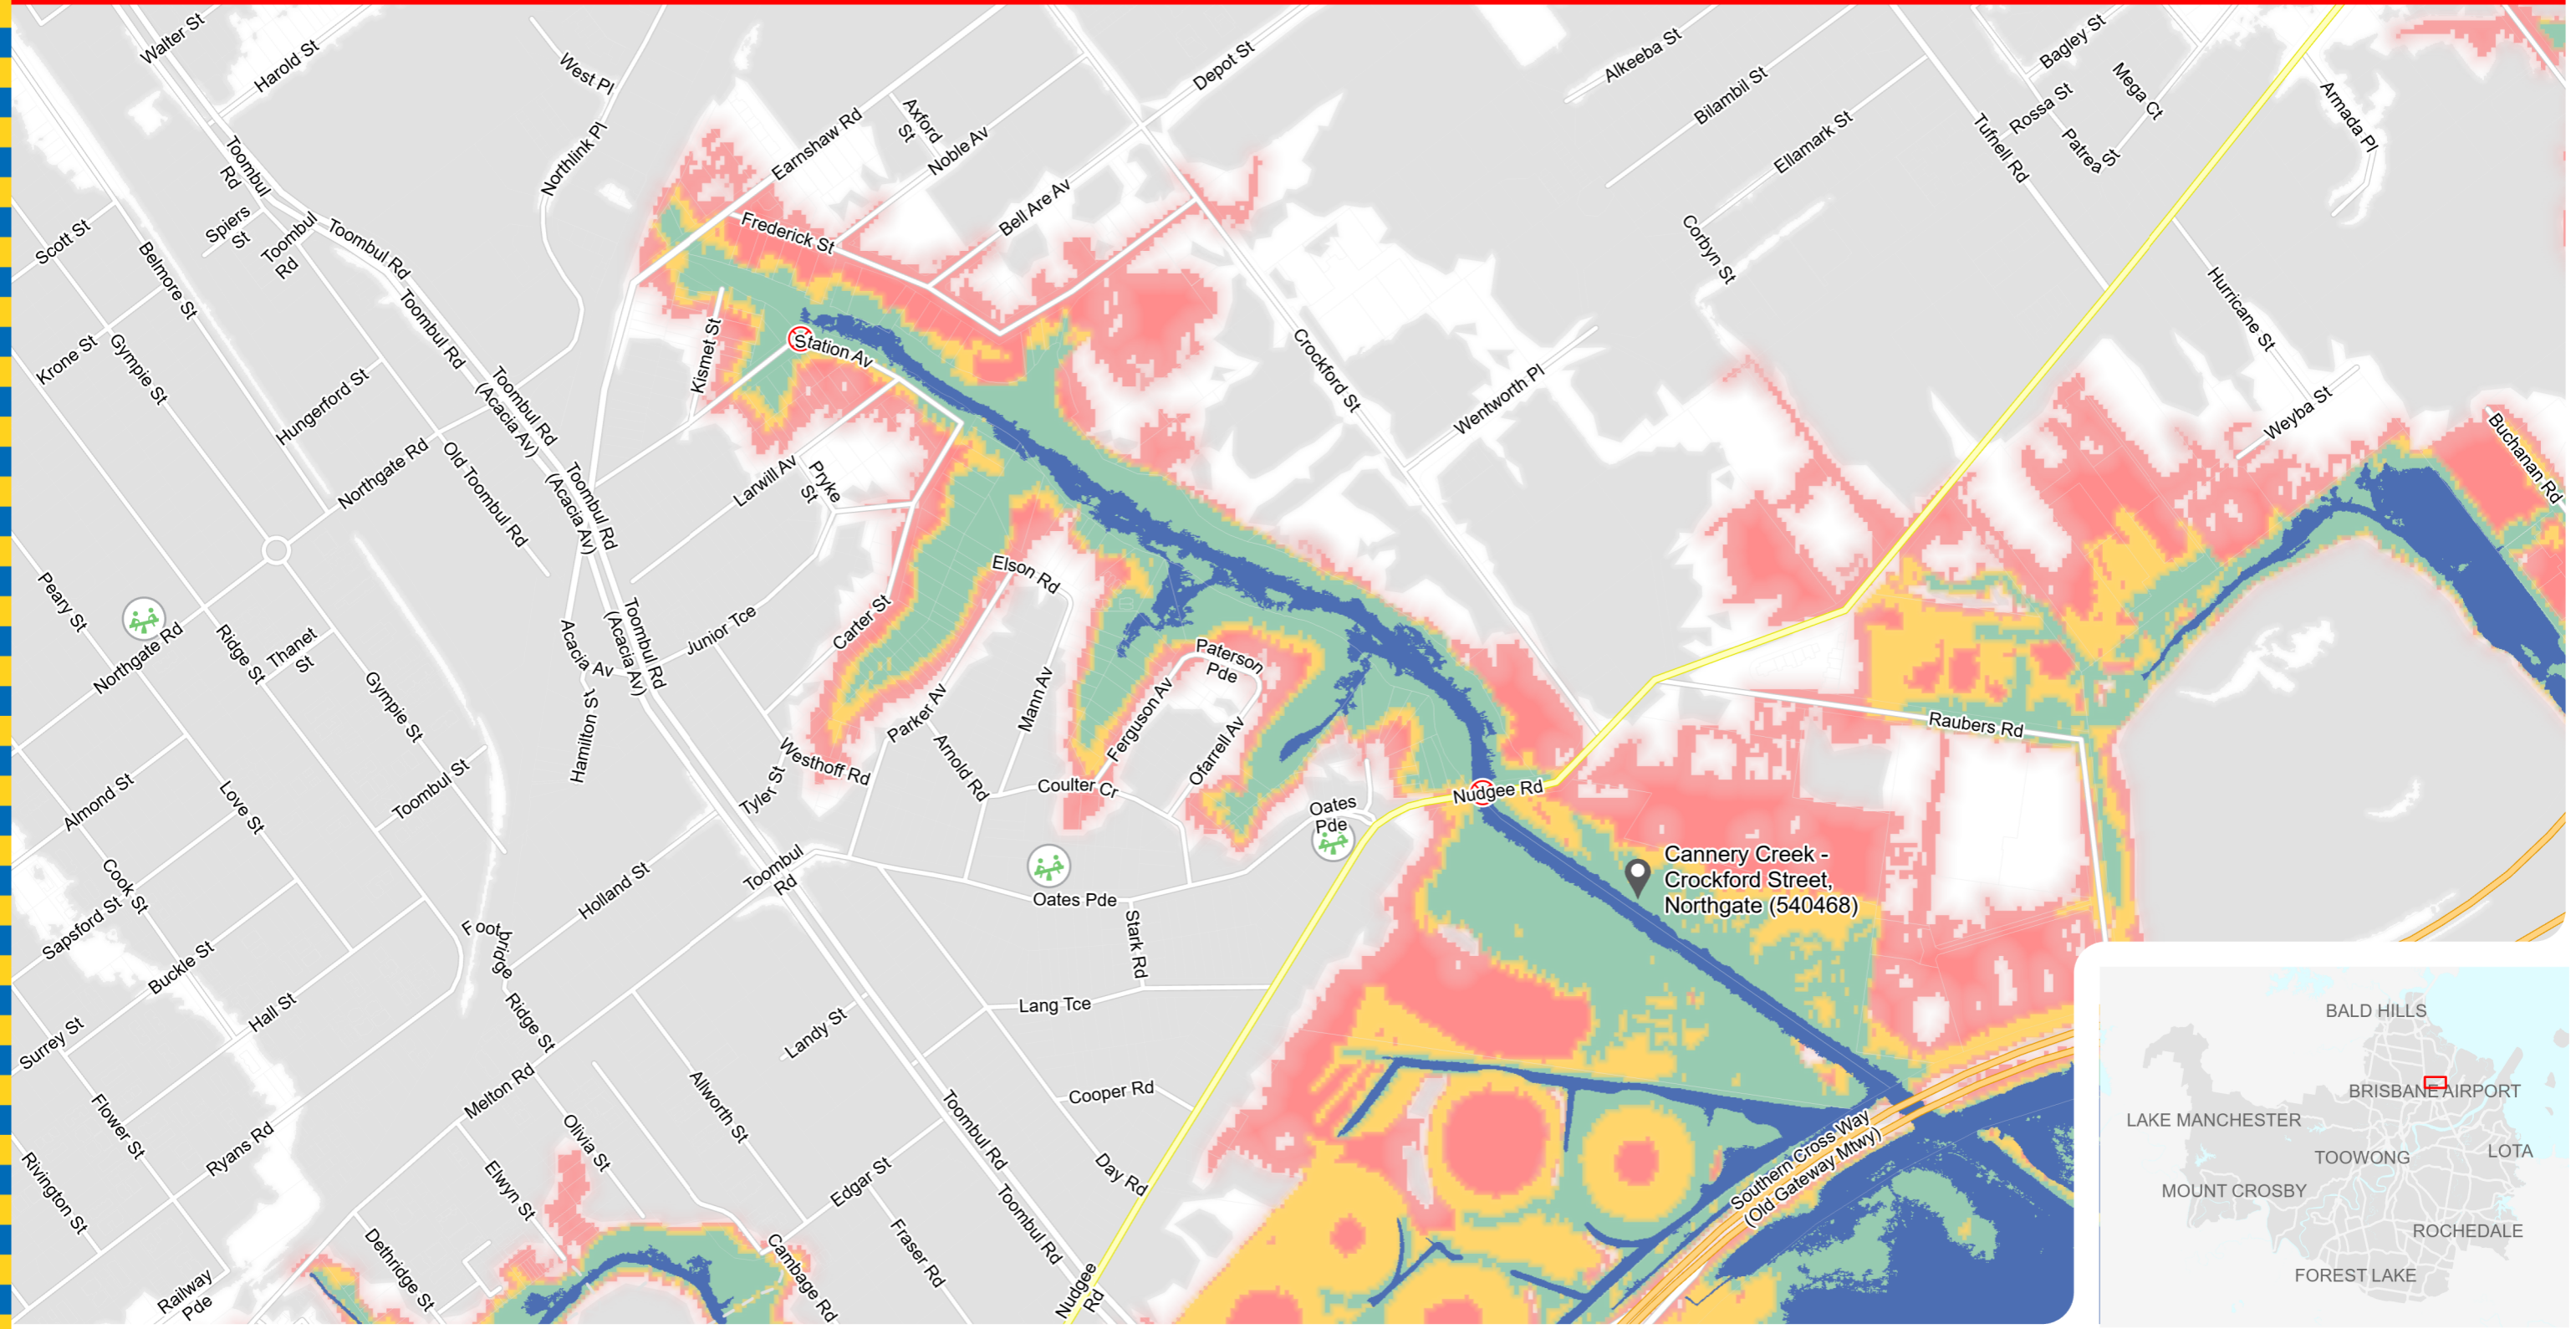 Walter St
Harold St
West Pl
Northlink Pl
Earnshaw Rd
Axford
St
Noble Av
Depot St
Alkeeba St
Bilambil St
Ellamark St
Tufnell Rd
Bagley St
Rossa St
Mega Ct
Patrea St
Armada Pl
Toombul
Rd
Scott St
Spiers
St
Toombul
Rd
Toombul Rd
Belmore St
Frederick St
Bell Are Av
Corbyn St
Hurricane St
Krone St
Gympie St
Toombul Rd
Kismet St
Station Av
Crockford St
Wentworth Pl
Weyba St
Buchanan Rd
Hungerford St
Toombul Rd
(Acacia Av)
Northgate Rd
Old Toombul Rd
Toombul Rd
(Acacia Av)
Larwill Av
Pryke
St
Elson Rd
Peary St
Northgate Rd
Ridge St
Thanet
St
Gympie St
Acacia Av
Toombul Rd
(Acacia Av)
Junior Tce
Carter St
Paterson
Pde
Parker Av
Mann Av
Ferguson Av
Ofarrell Av
Raubers Rd
Hamilton St
Westhoff Rd
Arnold Rd
Coulter Cr
Oates
Pde
Nudgee Rd
Almond St
Love St
Toombul St
Tyler St
Cannery Creek -
Crockford Street,
Northgate (540468)
Cook St
Holland St
Toombul
Rd
Oates Pde
Stark Rd
Sapsford St
Buckle St
Footbridge
Hall St
Ridge St
Landy St
Lang Tce
Surrey St
Melton Rd
Allworth St
Toombul Rd
Cooper Rd
Flower St
Ryans Rd
Olivia St
Elwyn St
Edgar St
Day Rd
Rivington St
Toombul Rd
Southern Cross Way
(Old Gateway Mtwy)
Dethridge St
Cambage Rd
Fraser Rd
Nudgee
Rd
Railway
Pde
BALD HILLS
BRISBANE AIRPORT
LAKE MANCHESTER
TOOWONG
LOTA
MOUNT CROSBY
ROCHEDALE
FOREST LAKE